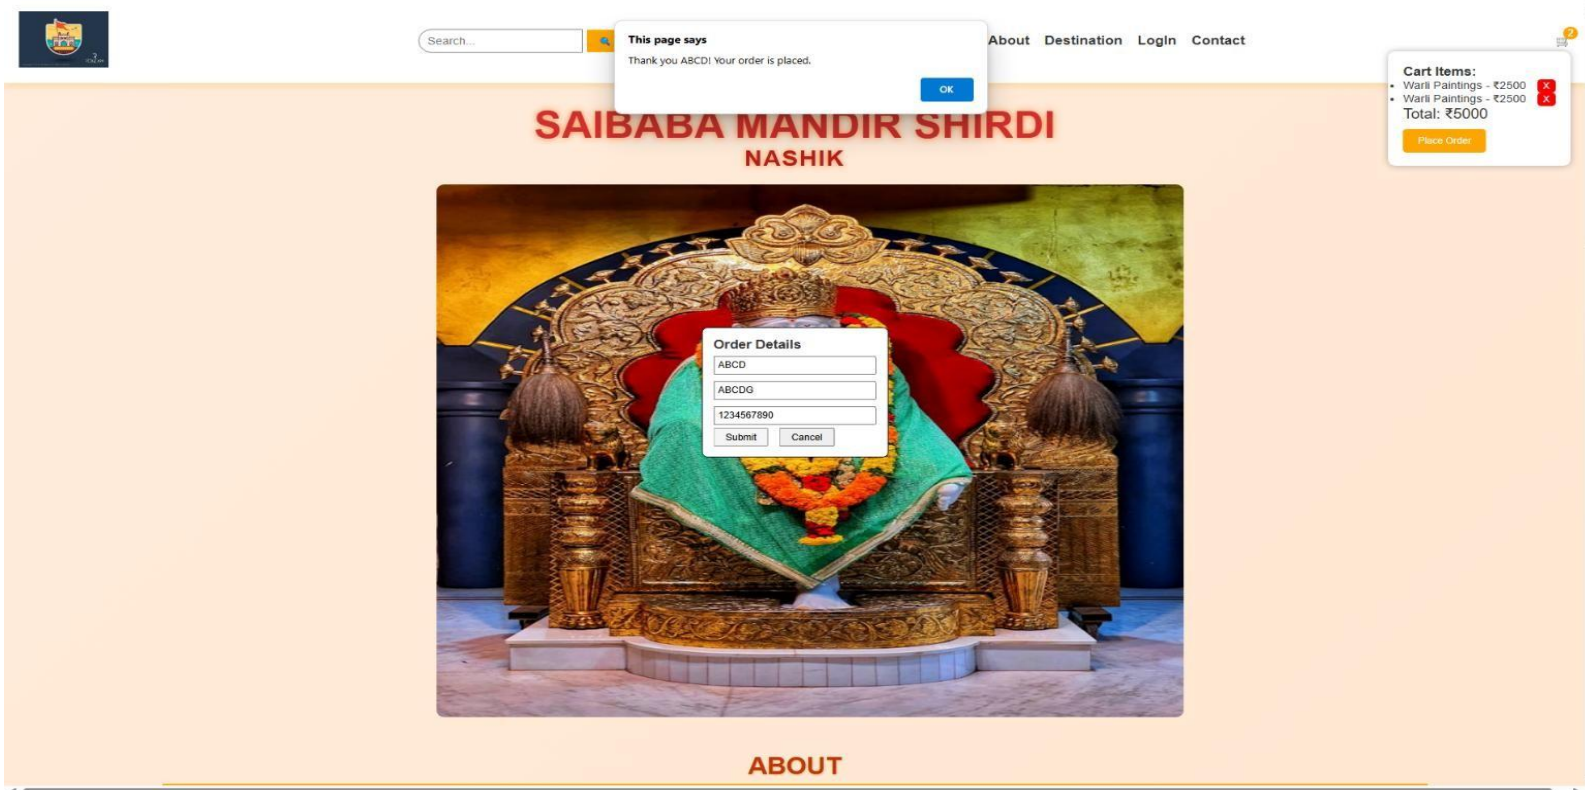 Search...
This page says
Thank you ABCD! Your order is placed.
OK
About Destination LogIn Contact
2
Cart Items:
Warli Paintings - ₹2500 X
Warli Paintings - ₹2500 X
Total: ₹5000
Place Order
SAIBABA MANDIR SHIRDI
NASHIK
Order Details
ABCD
ABCDG
1234567890
Submit Cancel
ABOUT